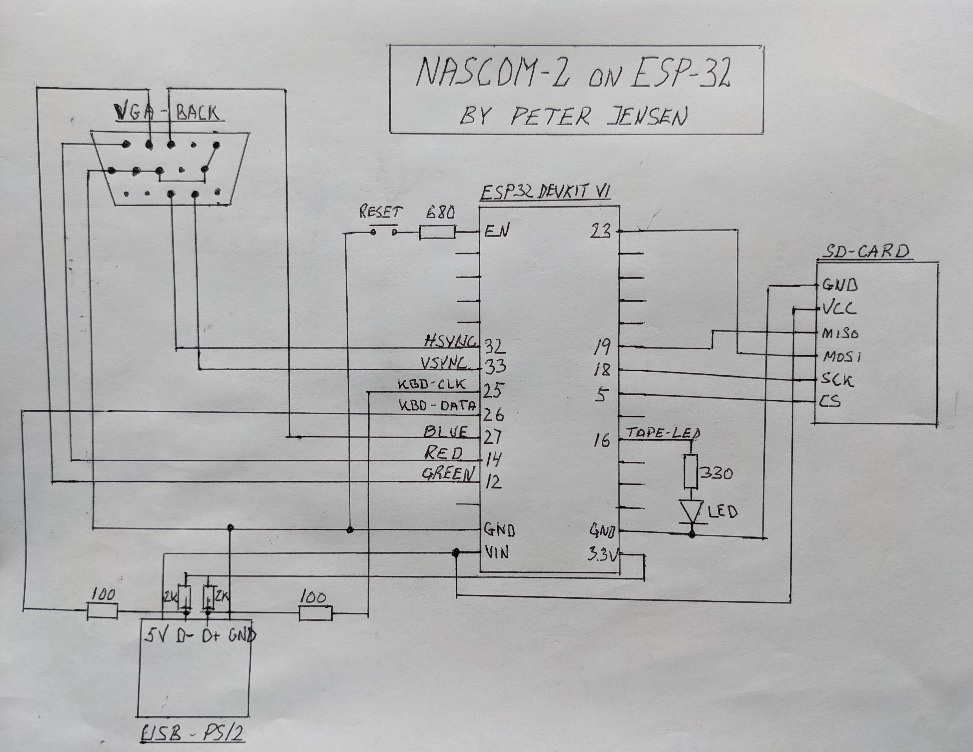 NASCOM-2 ON ESP-32
BY PETER JENSEN
VGA-BACK
ESP32 DEVKIT V1
RESET
680
EN
23
SD-CARD
GND
VCC
MISO
MOSI
SCK
CS
HSYNC 32
VSYNC 33
KBD-CLK 25
KBD-DATA 26
BLUE 27
RED 14
GREEN 12
GND
VIN
19
18
5
16 TAPE-LED
330
LED
GND
3.3V
100
2K
2K
100
5V D- D+ GND
USB-PS/2